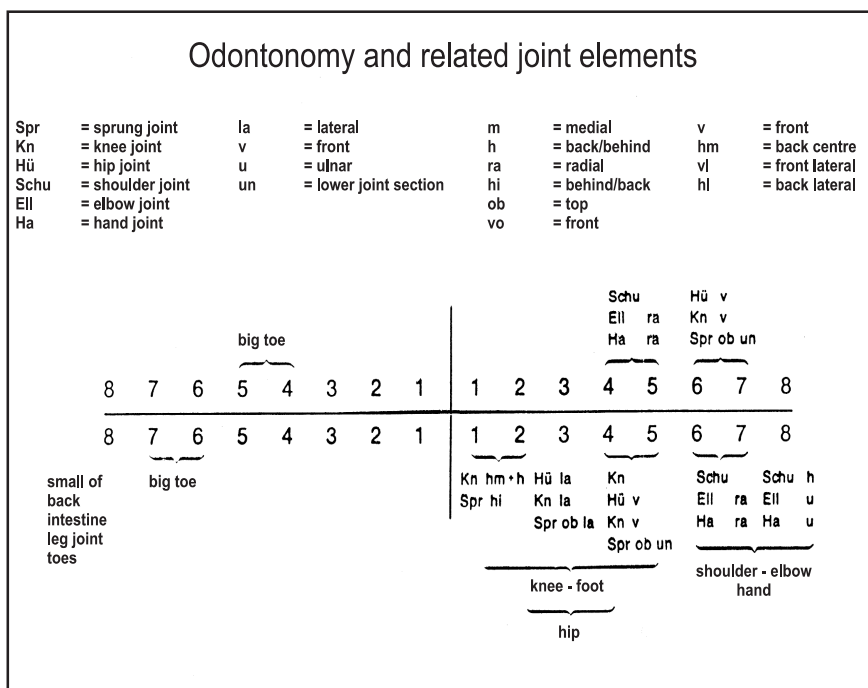 Odontonomy and related joint elements
Spr = sprung joint la = lateral m = medial v = front
Kn = knee joint v = front h = back/behind hm = back centre
Hü = hip joint u = ulnar ra = radial vl = front lateral
Schu = shoulder joint un = lower joint section hi = behind/back hl = back lateral
Ell = elbow joint ob = top
Ha = hand joint vo = front
Schu Hü v
Ell ra Kn v
big toe Ha ra Spr ob un
8 7 6 5 4 3 2 1 1 2 3 4 5 6 7 8
8 7 6 5 4 3 2 1 1 2 3 4 5 6 7 8
small of big toe Kn hm+h Hü la Kn Schu Schu h
back Spr hi Kn la Hü v Ell ra Ell u
intestine Spr ob la Kn v Ha ra Ha u
leg joint Spr ob un
toes
knee - foot shoulder - elbow
hand
hip